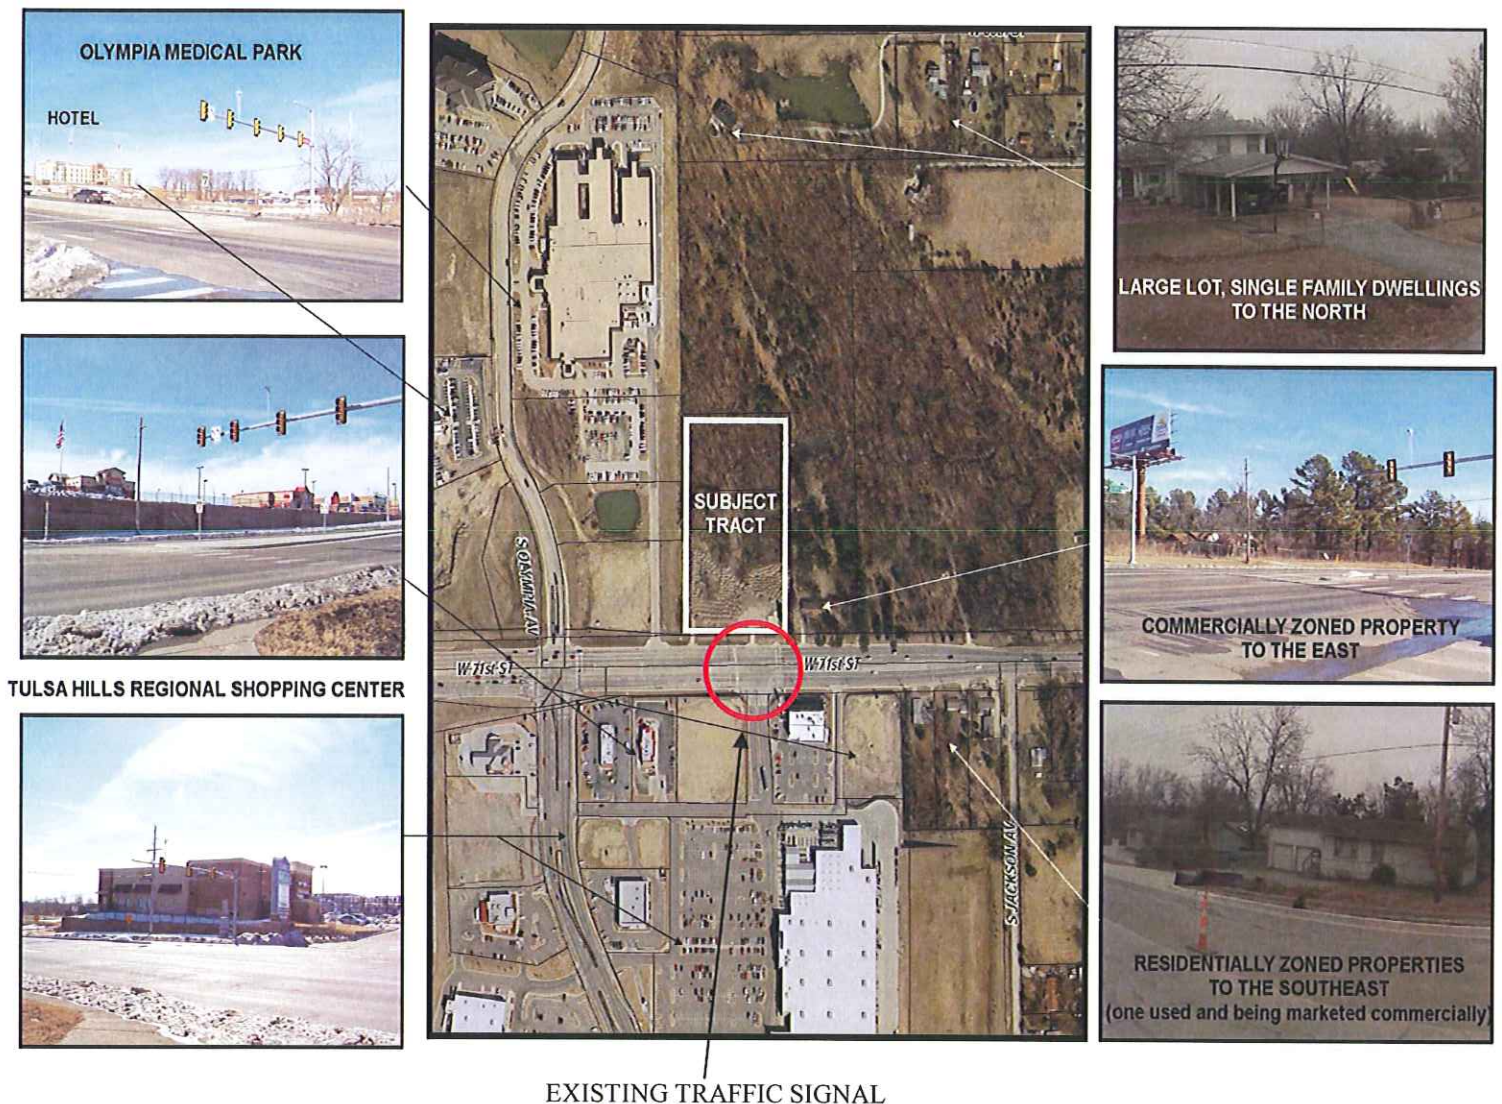 OLYMPIA MEDICAL PARK
HOTEL
TULSA HILLS REGIONAL SHOPPING CENTER
SUBJECT
TRACT
S OLYMPIA AV
W 71st ST
W 71st ST
S JACKSON AV
EXISTING TRAFFIC SIGNAL
LARGE LOT, SINGLE FAMILY DWELLINGS
TO THE NORTH
COMMERCIALLY ZONED PROPERTY
TO THE EAST
RESIDENTIALLY ZONED PROPERTIES
TO THE SOUTHEAST
(one used and being marketed commercially)